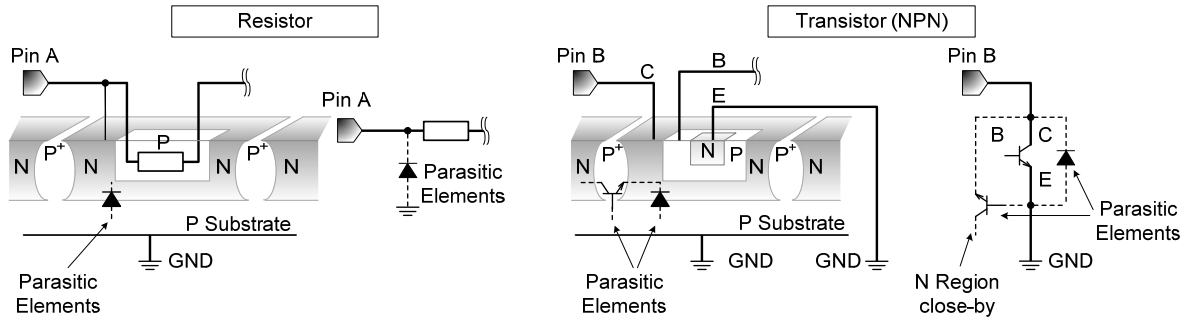 Resistor
Transistor (NPN)
Pin A
Pin A
N
P+
N
P
N
P+
N
Parasitic
Elements
P Substrate
GND
Parasitic
Elements
Pin B
C
B
E
N
P+
N
N
P
N
P+
N
P Substrate
GND
GND
Parasitic
Elements
Pin B
B
C
E
Parasitic
Elements
GND
N Region
close-by